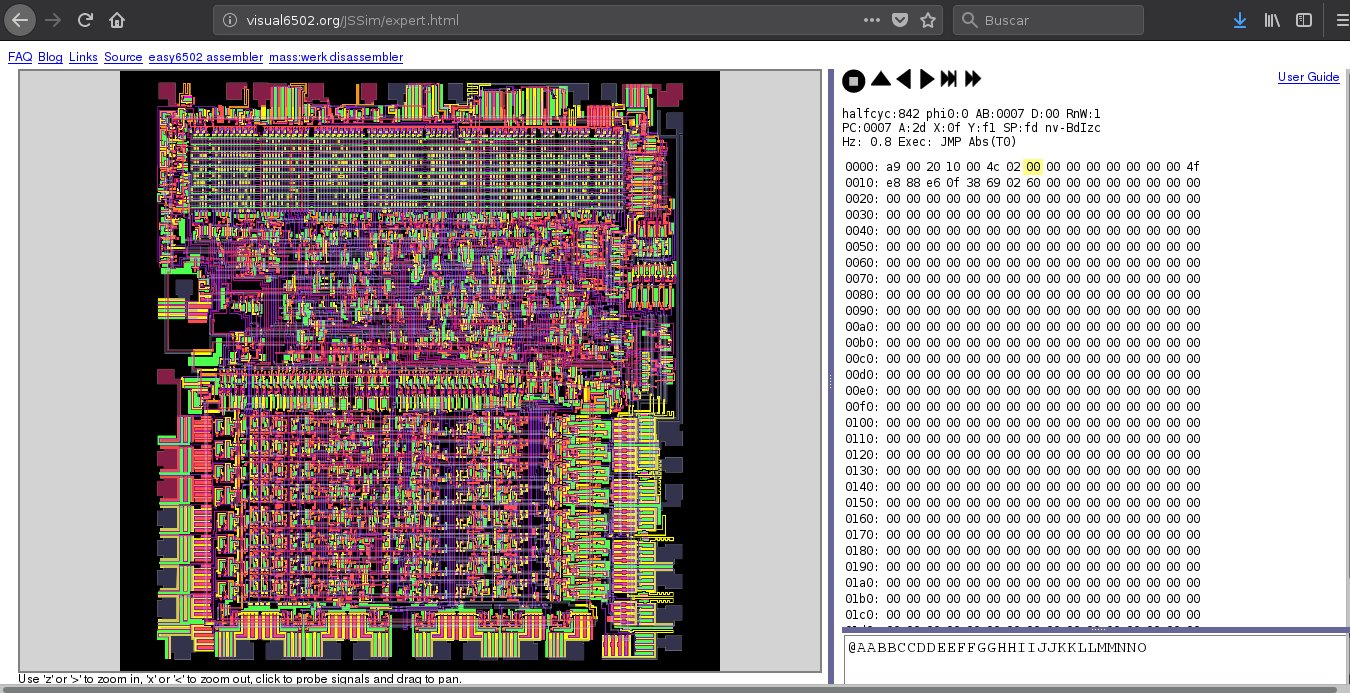 visual6502.org/JSSim/expert.html
Buscar
FAQ Blog Links Source easy6502 assembler mass:werk disassembler
User Guide
halfcyc:842 phi0:0 AB:0007 D:00 RnW:1
PC:0007 A:2d X:0f Y:f1 SP:fd nv-BdIzc
Hz: 0.8 Exec: JMP Abs(T0)
0000: a9 00 20 10 00 4c 02 00 00 00 00 00 00 00 00 4f
0010: e8 88 e6 0f 38 69 02 60 00 00 00 00 00 00 00 00
0020: 00 00 00 00 00 00 00 00 00 00 00 00 00 00 00 00
0030: 00 00 00 00 00 00 00 00 00 00 00 00 00 00 00 00
0040: 00 00 00 00 00 00 00 00 00 00 00 00 00 00 00 00
0050: 00 00 00 00 00 00 00 00 00 00 00 00 00 00 00 00
0060: 00 00 00 00 00 00 00 00 00 00 00 00 00 00 00 00
0070: 00 00 00 00 00 00 00 00 00 00 00 00 00 00 00 00
0080: 00 00 00 00 00 00 00 00 00 00 00 00 00 00 00 00
0090: 00 00 00 00 00 00 00 00 00 00 00 00 00 00 00 00
00a0: 00 00 00 00 00 00 00 00 00 00 00 00 00 00 00 00
00b0: 00 00 00 00 00 00 00 00 00 00 00 00 00 00 00 00
00c0: 00 00 00 00 00 00 00 00 00 00 00 00 00 00 00 00
00d0: 00 00 00 00 00 00 00 00 00 00 00 00 00 00 00 00
00e0: 00 00 00 00 00 00 00 00 00 00 00 00 00 00 00 00
00f0: 00 00 00 00 00 00 00 00 00 00 00 00 00 00 00 00
0100: 00 00 00 00 00 00 00 00 00 00 00 00 00 00 00 00
0110: 00 00 00 00 00 00 00 00 00 00 00 00 00 00 00 00
0120: 00 00 00 00 00 00 00 00 00 00 00 00 00 00 00 00
0130: 00 00 00 00 00 00 00 00 00 00 00 00 00 00 00 00
0140: 00 00 00 00 00 00 00 00 00 00 00 00 00 00 00 00
0150: 00 00 00 00 00 00 00 00 00 00 00 00 00 00 00 00
0160: 00 00 00 00 00 00 00 00 00 00 00 00 00 00 00 00
0170: 00 00 00 00 00 00 00 00 00 00 00 00 00 00 00 00
0180: 00 00 00 00 00 00 00 00 00 00 00 00 00 00 00 00
0190: 00 00 00 00 00 00 00 00 00 00 00 00 00 00 00 00
01a0: 00 00 00 00 00 00 00 00 00 00 00 00 00 00 00 00
01b0: 00 00 00 00 00 00 00 00 00 00 00 00 00 00 00 00
01c0: 00 00 00 00 00 00 00 00 00 00 00 00 00 00 00 00
@AABBCCDDEEFFGGHHIIJJKKLLMMNNO
Use 'z' or '>' to zoom in, 'x' or '<' to zoom out, click to probe signals and drag to pan.